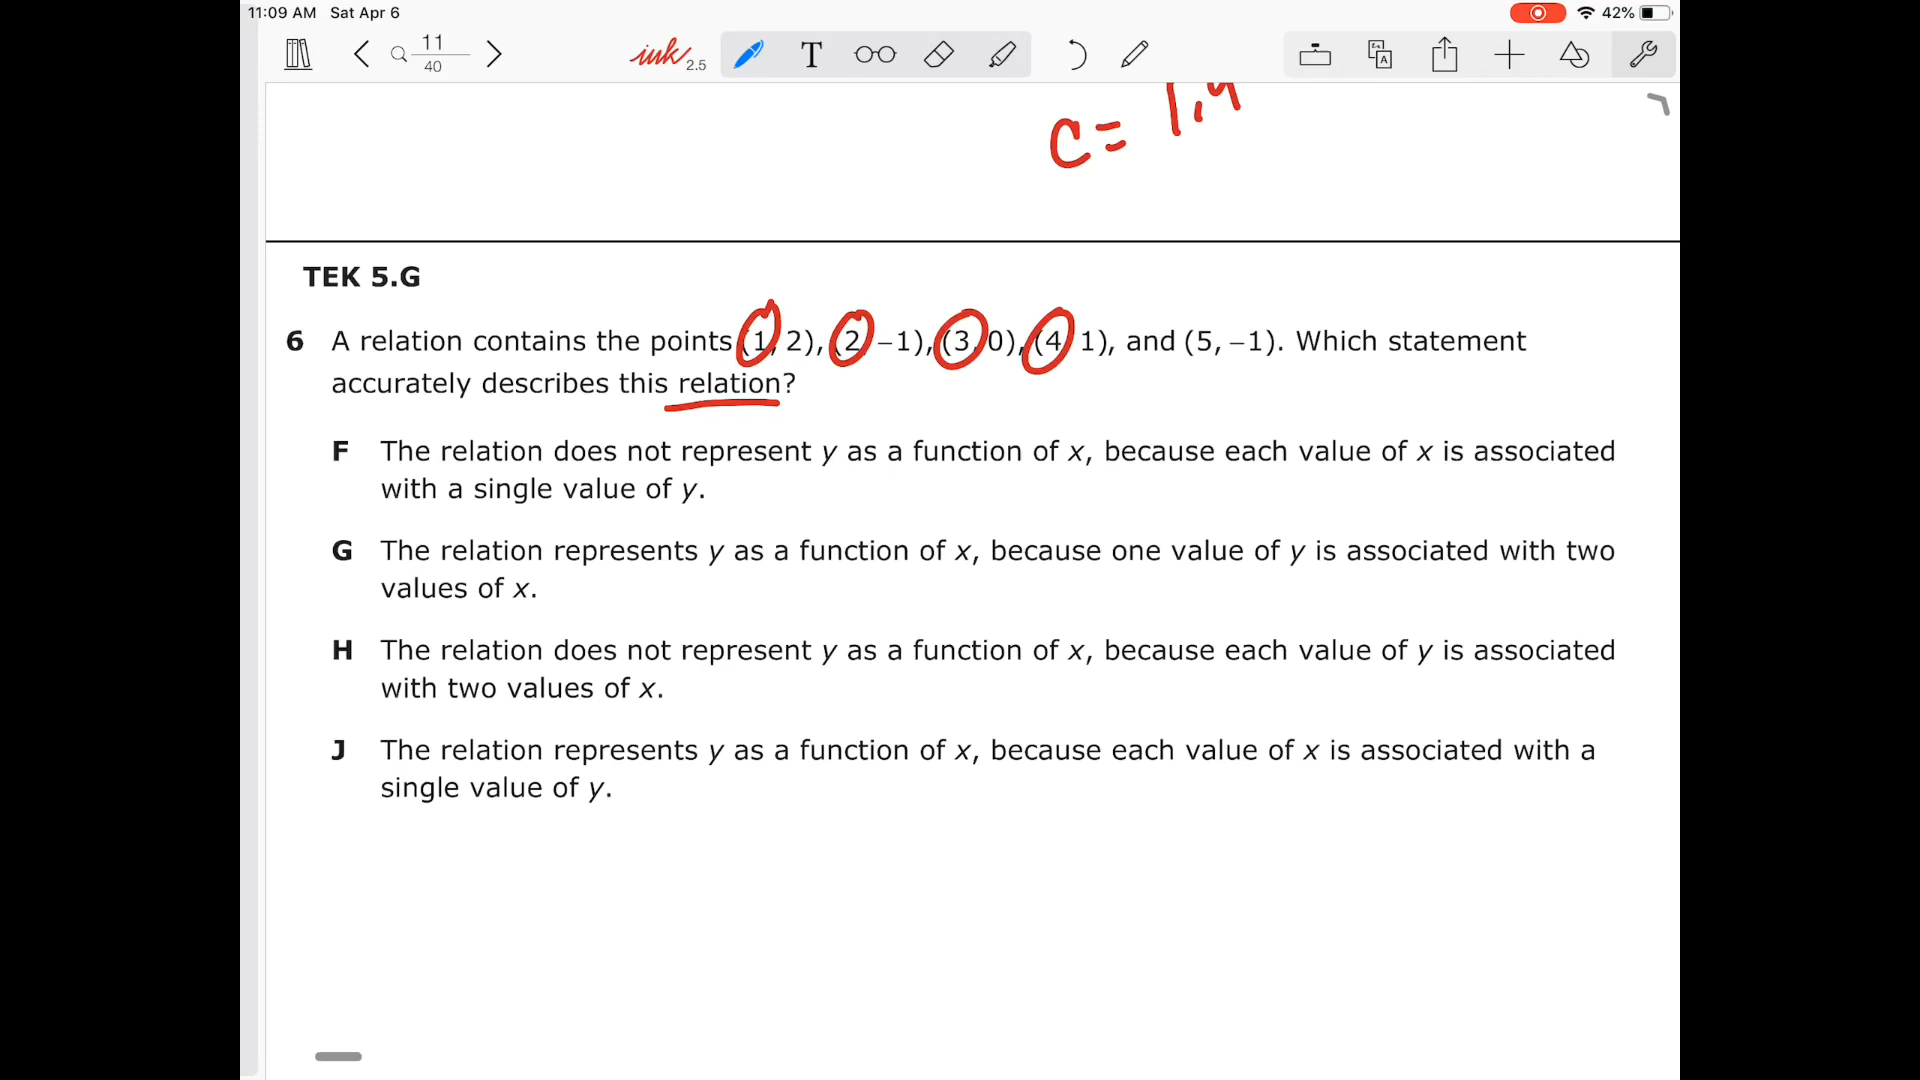 11:09 AM Sat Apr 6
42%
11
40
ink 2.5
T
A
c = 1.4
TEK 5.G
6 A relation contains the points (1, 2), (2, −1), (3, 0), (4, 1), and (5, −1). Which statement
accurately describes this relation?
F The relation does not represent y as a function of x, because each value of x is associated
with a single value of y.
G The relation represents y as a function of x, because one value of y is associated with two
values of x.
H The relation does not represent y as a function of x, because each value of y is associated
with two values of x.
J The relation represents y as a function of x, because each value of x is associated with a
single value of y.